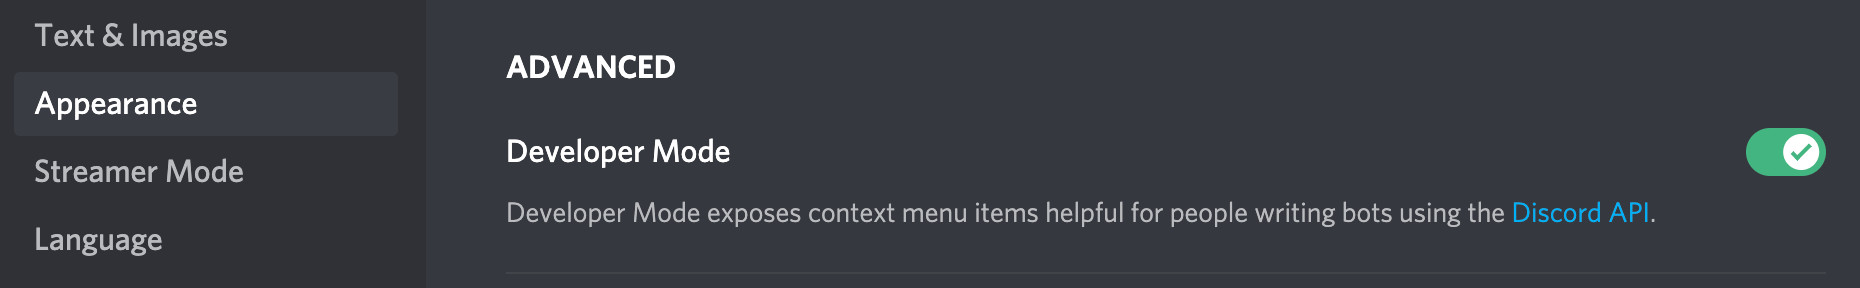 Text & Images
Appearance
Streamer Mode
Language
ADVANCED
Developer Mode
Developer Mode exposes context menu items helpful for people writing bots using the Discord API.